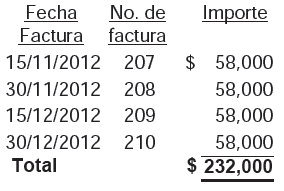 Fecha No. de Importe
Factura factura
15/11/2012 207 $ 58,000
30/11/2012 208 58,000
15/12/2012 209 58,000
30/12/2012 210 58,000
Total $ 232,000